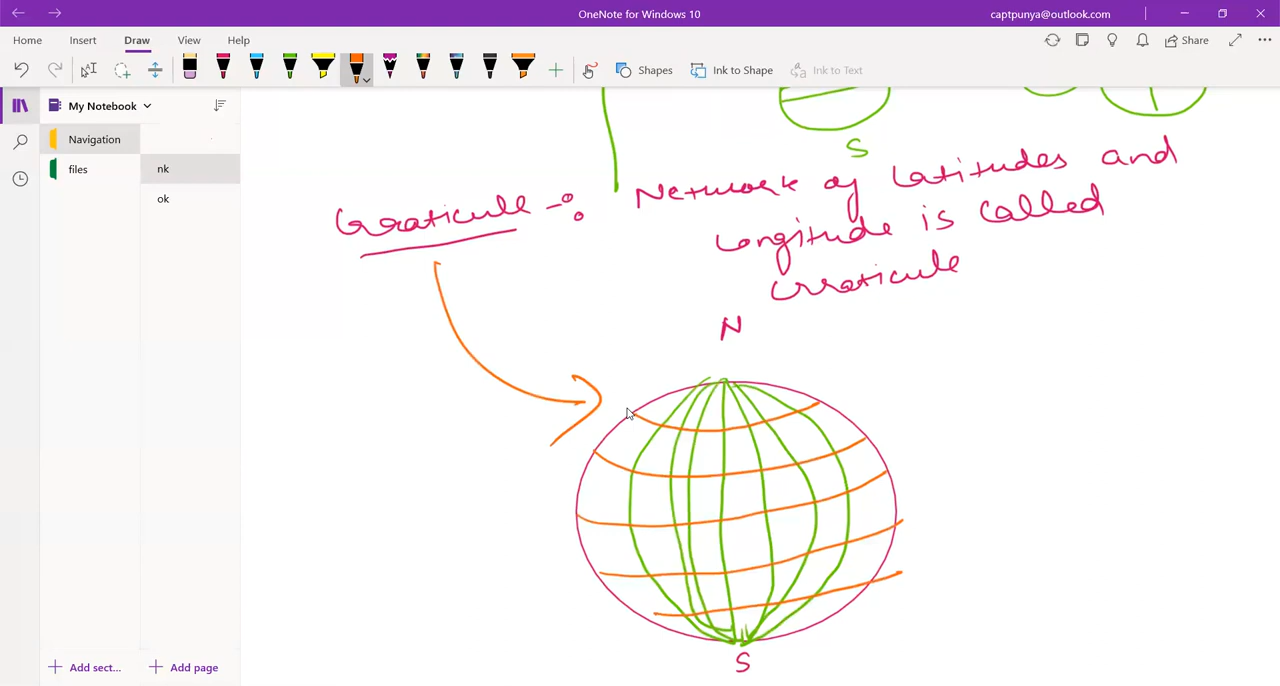 OneNote for Windows 10
captpunya@outlook.com
Home Insert Draw View Help
Share
Shapes Ink to Shape Ink to Text
My Notebook
Navigation
files
nk
ok
S
Graticule -: Network of Latitudes and
Longitude is called
Graticule
N
S
Add sect... Add page